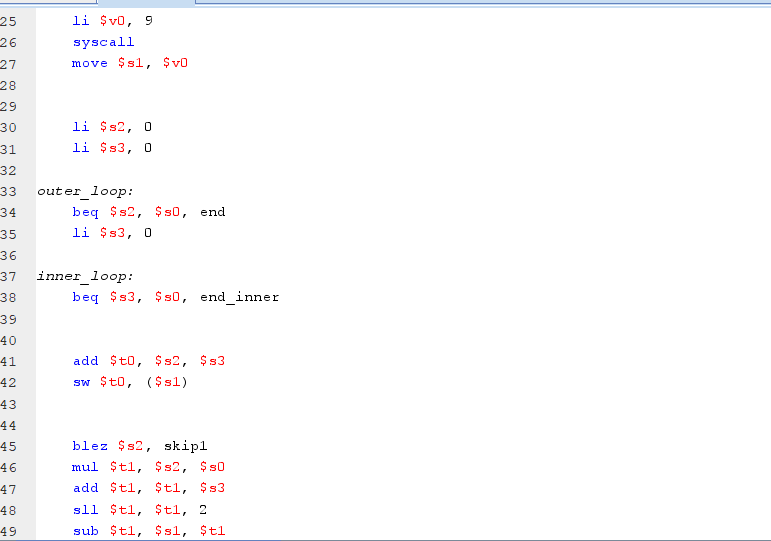 25 li $v0, 9
26 syscall
27 move $s1, $v0
28
29
30 li $s2, 0
31 li $s3, 0
32
33 outer_loop:
34 beq $s2, $s0, end
35 li $s3, 0
36
37 inner_loop:
38 beq $s3, $s0, end_inner
39
40
41 add $t0, $s2, $s3
42 sw $t0, ($s1)
43
44
45 blez $s2, skip1
46 mul $t1, $s2, $s0
47 add $t1, $t1, $s3
48 sll $t1, $t1, 2
49 sub $t1, $s1, $t1